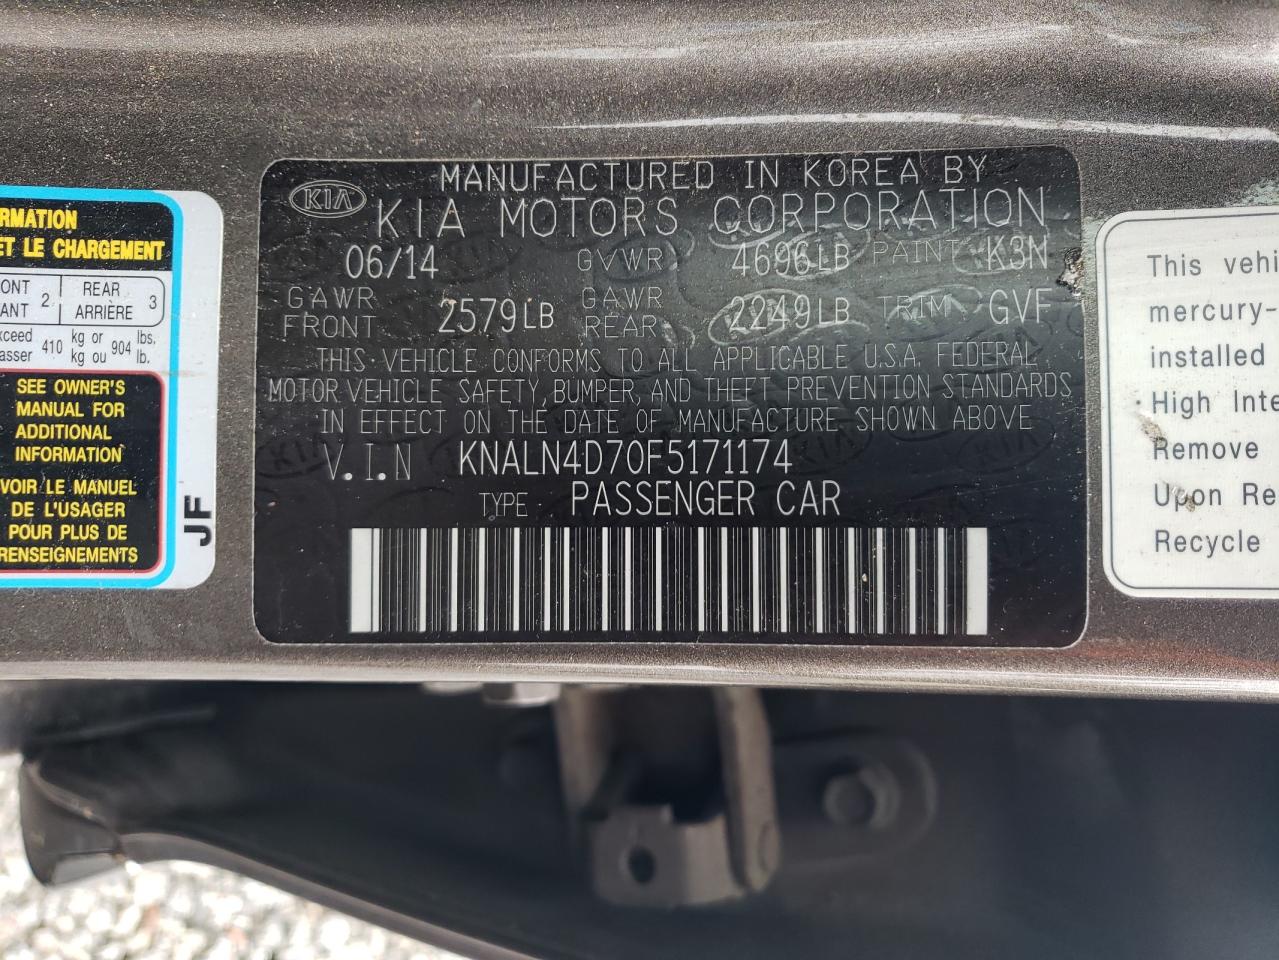 RMATION
ET LE CHARGEMENT
ONT 2 REAR 3
ANT ARRIÈRE
xceed 410 kg or 904 lbs.
asser kg ou lb.
SEE OWNER'S
MANUAL FOR
ADDITIONAL
INFORMATION
VOIR LE MANUEL
DE L'USAGER
POUR PLUS DE
RENSEIGNEMENTS
JF
KIA
MANUFACTURED IN KOREA BY
KIA MOTORS CORPORATION
06/14 GVWR 4696LB PAINT K3N
GAWR FRONT 2579LB GAWR REAR 2249LB TRIM GVF
THIS VEHICLE CONFORMS TO ALL APPLICABLE U.S.A. FEDERAL
MOTOR VEHICLE SAFETY, BUMPER, AND THEFT PREVENTION STANDARDS
IN EFFECT ON THE DATE OF MANUFACTURE SHOWN ABOVE
V.I.N KNALN4D70F5171174
TYPE PASSENGER CAR
This vehi
mercury-
installed
· High Inte
Remove
Upon Re
Recycle